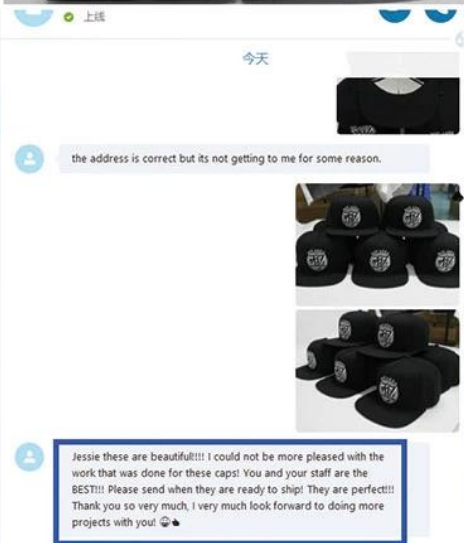 上线
今天
the address is correct but its not getting to me for some reason.
Jessie these are beautiful!!!! I could not be more pleased with the
work that was done for these caps! You and your staff are the
BEST!!! Please send when they are ready to ship! They are perfect!!!
Thank you so very much, I very much look forward to doing more
projects with you!